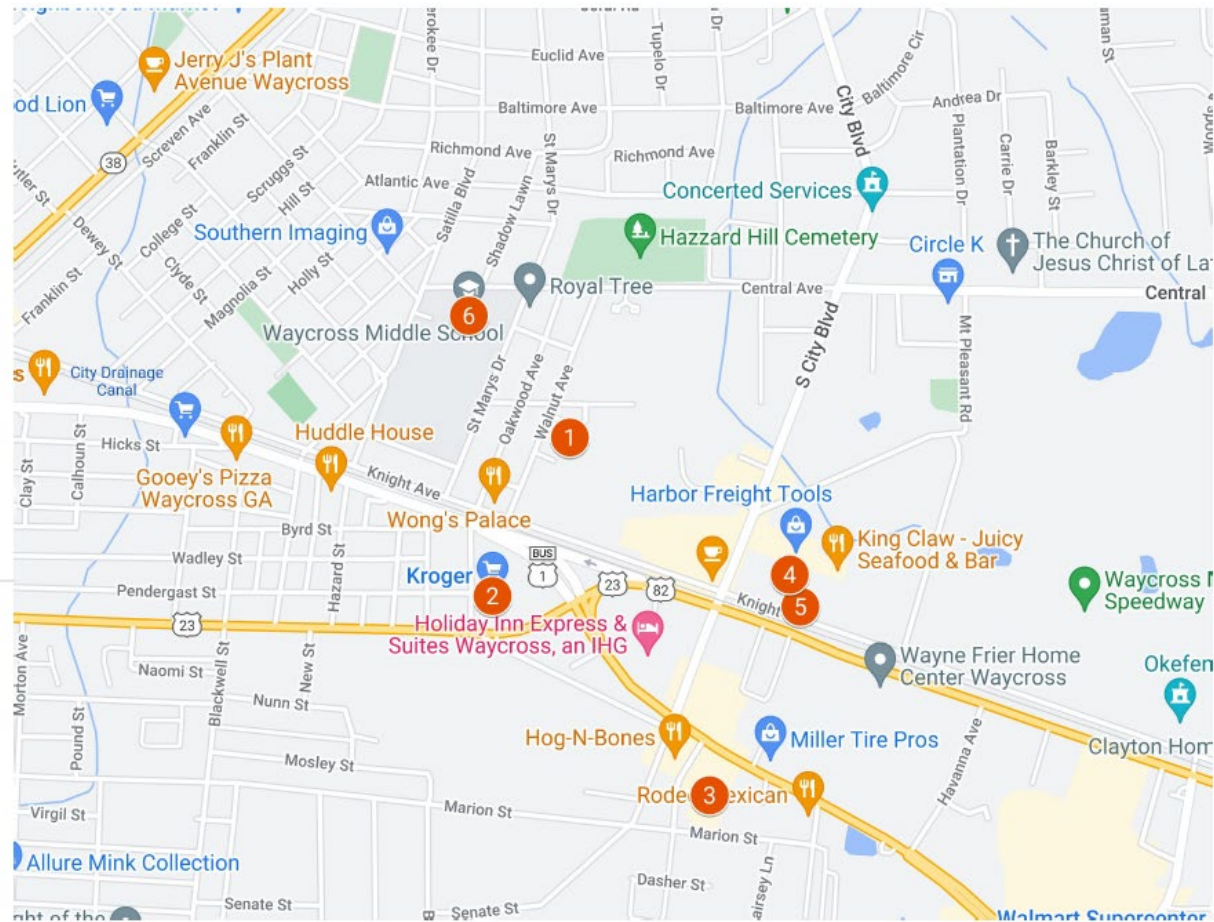 Jerry J's Plant
Avenue Waycross
Euclid Ave
Tupelo Dr
Dr
Baltimore Cir
Screven Ave
Franklin St
Baltimore Ave
Baltimore Ave
City Blvd
Andrea Dr
38
Scruggs St
Hill St
Richmond Ave
Richmond Ave
St Marys Dr
Plantation Dr
Carrie Dr
Barkley St
Atlantic Ave
Satilla Blvd
Shadow Lawn
Concerted Services
Dewey St
College St
Clyde St
Southern Imaging
Hazzard Hill Cemetery
Circle K
The Church of
Jesus Christ of
Franklin St
Magnolia St
Holly St
Royal Tree
Central Ave
Central
6
Waycross Middle School
S City Blvd
Mt Pleasant Rd
City Drainage
Canal
St Marys Dr
Oakwood Ave
Walnut Ave
1
Hicks St
Huddle House
Clay St
Calhoun St
Gooey's Pizza
Waycross GA
Knight Ave
Harbor Freight Tools
Byrd St
Wong's Palace
King Claw - Juicy
Seafood & Bar
Wadley St
Hazard St
BUS
1
Kroger
2
23
82
4
5
Knight
Waycross
Speedway
Pendergast St
23
Holiday Inn Express &
Suites Waycross, an IHG
Morton Ave
Naomi St
Blackwell St
New St
Wayne Frier Home
Center Waycross
Nunn St
Pound St
Hog-N-Bones
Miller Tire Pros
Havanna Ave
Clayton
Mosley St
3
Virgil St
Marion St
Marion St
Allure Mink Collection
Dasher St
Senate St
Senate St
Walmart Supercenter